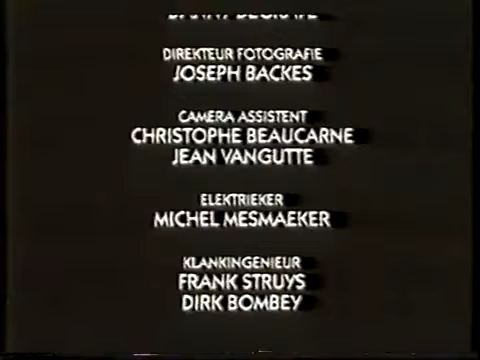 DIREKTEUR FOTOGRAFIE
JOSEPH BACKES
CAMERA ASSISTENT
CHRISTOPHE BEAUCARNE
JEAN VANGUTTE
ELEKTRIEKER
MICHEL MESMAEKER
KLANKINGENIEUR
FRANK STRUYS
DIRK BOMBEY